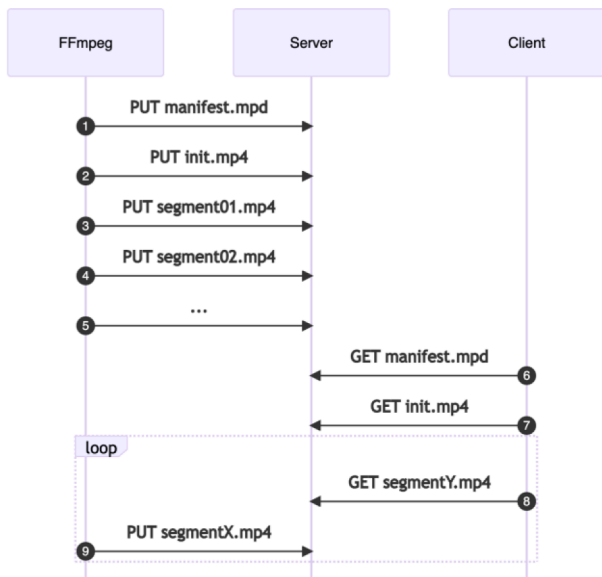 FFmpeg
Server
Client
PUT manifest.mpd
1
PUT init.mp4
2
PUT segment01.mp4
3
PUT segment02.mp4
4
...
5
GET manifest.mpd
6
GET init.mp4
7
loop
GET segmentY.mp4
8
PUT segmentX.mp4
9